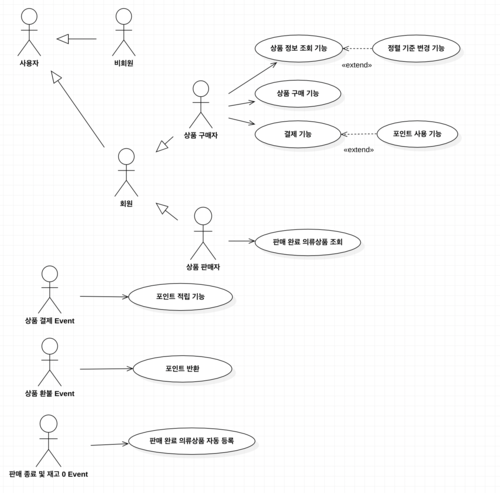 사용자
비회원
상품 정보 조회 기능
정렬 기준 변경 기능
«extend»
상품 구매 기능
상품 구매자
결제 기능
포인트 사용 기능
«extend»
회원
상품 판매자
판매 완료 의류상품 조회
포인트 적립 기능
상품 결제 Event
포인트 반환
상품 환불 Event
판매 완료 의류상품 자동 등록
판매 종료 및 재고 0 Event